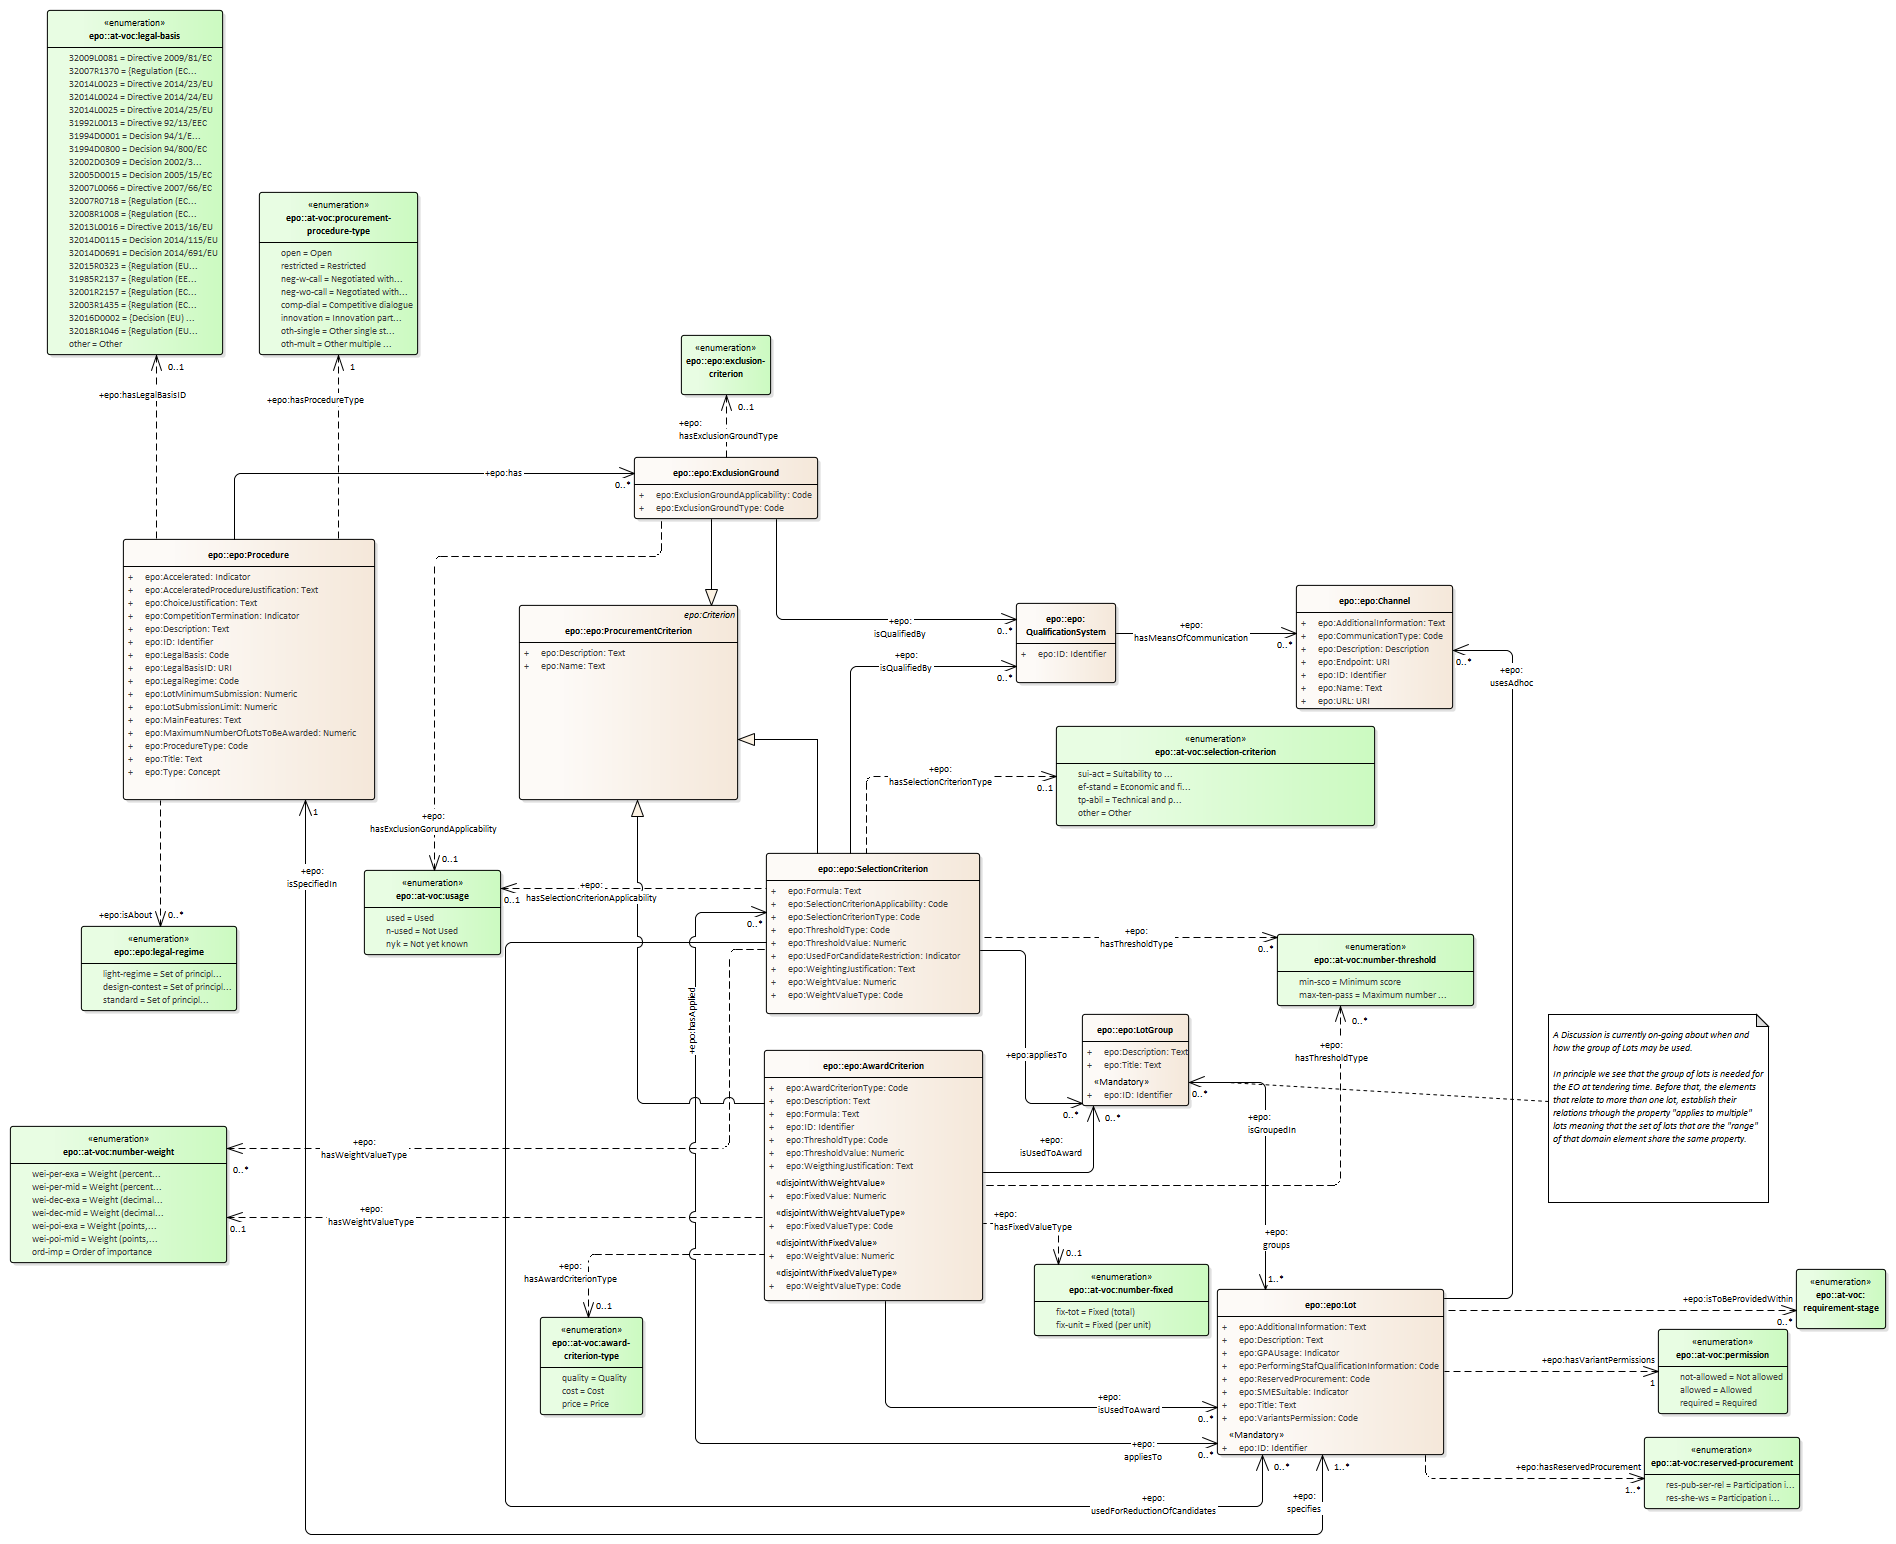 «enumeration»
epo::at-voc:legal-basis
32009L0081 = Directive 2009/81/EC
32007R1370 = {Regulation (EC...
32014L0023 = Directive 2014/23/EU
32014L0024 = Directive 2014/24/EU
32014L0025 = Directive 2014/25/EU
31992L0013 = Directive 92/13/EEC
31994D0001 = Decision 94/1/E...
31994D0800 = Decision 94/800/EC
32002D0309 = Decision 2002/3...
32005D0015 = Decision 2005/15/EC
32007L0066 = Directive 2007/66/EC
32007R0718 = {Regulation (EC...
32008R1008 = {Regulation (EC...
32013L0016 = Directive 2013/16/EU
32014D0115 = Decision 2014/115/EU
32014D0691 = Decision 2014/691/EU
32015R0323 = {Regulation (EU...
31985R2137 = {Regulation (EE...
32001R2157 = {Regulation (EC...
32003R1435 = {Regulation (EC...
32016D0002 = {Decision (EU) ...
32018R1046 = {Regulation (EU...
other = Other
«enumeration»
epo::at-voc:procurement-
procedure-type
open = Open
restricted = Restricted
neg-w-call = Negotiated with...
neg-wo-call = Negotiated with...
comp-dial = Competitive dialogue
innovation = Innovation part...
oth-single = Other single st...
oth-mult = Other multiple ...
0..1
+epo:hasLegalBasisID
1
+epo:hasProcedureType
«enumeration»
epo::epo:exclusion-
criterion
0..1
+epo:
hasExclusionGroundType
+epo:has
0..*
epo::epo:ExclusionGround
+ epo:ExclusionGroundApplicability: Code
+ epo:ExclusionGroundType: Code
epo::epo:Procedure
+ epo:Accelerated: Indicator
+ epo:AcceleratedProcedureJustification: Text
+ epo:ChoiceJustification: Text
+ epo:CompetitionTermination: Indicator
+ epo:Description: Text
+ epo:ID: Identifier
+ epo:LegalBasis: Code
+ epo:LegalBasisID: URI
+ epo:LegalRegime: Code
+ epo:LotMinimumSubmission: Numeric
+ epo:LotSubmissionLimit: Numeric
+ epo:MainFeatures: Text
+ epo:MaximumNumberOfLotsToBeAwarded: Numeric
+ epo:ProcedureType: Code
+ epo:Title: Text
+ epo:Type: Concept
epo:Criterion
epo::epo:ProcurementCriterion
+ epo:Description: Text
+ epo:Name: Text
+epo:
isQualifiedBy
0..*
+epo:
isQualifiedBy
0..*
epo::epo:
QualificationSystem
+ epo:ID: Identifier
+epo:
hasMeansOfCommunication
0..*
epo::epo:Channel
+ epo:AdditionalInformation: Text
+ epo:CommunicationType: Code
+ epo:Description: Description
+ epo:Endpoint: URI
+ epo:ID: Identifier
+ epo:Name: Text
+ epo:URL: URI
0..*
+epo:
usesAdhoc
«enumeration»
epo::at-voc:selection-criterion
sui-act = Suitability to ...
ef-stand = Economic and fi...
tp-abil = Technical and p...
other = Other
+epo:
hasSelectionCriterionType
0..1
+epo:
hasExclusionGorundApplicability
0..1
1
+epo:
isSpecifiedIn
+epo:isAbout
0..*
«enumeration»
epo::epo:legal-regime
light-regime = Set of principl...
design-contest = Set of principl...
standard = Set of principl...
«enumeration»
epo::at-voc:usage
used = Used
n-used = Not Used
nyk = Not yet known
+epo:
hasSelectionCriterionApplicability
0..1
epo::epo:SelectionCriterion
+ epo:Formula: Text
+ epo:SelectionCriterionApplicability: Code
+ epo:SelectionCriterionType: Code
+ epo:ThresholdType: Code
+ epo:ThresholdValue: Numeric
+ epo:UsedForCandidateRestriction: Indicator
+ epo:WeightingJustification: Text
+ epo:WeightValue: Numeric
+ epo:WeightValueType: Code
0..*
+epo:hasApplied
+epo:
hasThresholdType
0..*
«enumeration»
epo::at-voc:number-threshold
min-sco = Minimum score
max-ten-pass = Maximum number ...
0..*
+epo:
hasThresholdType
epo::epo:LotGroup
+ epo:Description: Text
+ epo:Title: Text
«Mandatory»
+ epo:ID: Identifier
+epo:appliesTo
0..*
0..*
0..*
+epo:
isUsedToAward
+epo:
isGroupedIn
A Discussion is currently on-going about when and
how the group of Lots may be used.
In principle we see that the group of lots is needed for
the EO at tendering time. Before that, the elements
that relate to more than one lot, establish their
relations trhough the property "applies to multiple"
lots meaning that the set of lots that are the "range"
of that domain element share the same property.
epo::epo:AwardCriterion
+ epo:AwardCriterionType: Code
+ epo:Description: Text
+ epo:Formula: Text
+ epo:ID: Identifier
+ epo:ThresholdType: Code
+ epo:ThresholdValue: Numeric
+ epo:WeigthingJustification: Text
«disjointWithWeightValue»
+ epo:FixedValue: Numeric
«disjointWithWeightValueType»
+ epo:FixedValueType: Code
«disjointWithFixedValue»
+ epo:WeightValue: Numeric
«disjointWithFixedValueType»
+ epo:WeightValueType: Code
«enumeration»
epo::at-voc:number-weight
wei-per-exa = Weight (percent...
wei-per-mid = Weight (percent...
wei-dec-exa = Weight (decimal...
wei-dec-mid = Weight (decimal...
wei-poi-exa = Weight (points,...
wei-poi-mid = Weight (points,...
ord-imp = Order of importance
+epo:
hasWeightValueType
0..*
+epo:
hasWeightValueType
0..1
+epo:
hasAwardCriterionType
0..1
«enumeration»
epo::at-voc:award-
criterion-type
quality = Quality
cost = Cost
price = Price
+epo:
hasFixedValueType
0..1
«enumeration»
epo::at-voc:number-fixed
fix-tot = Fixed (total)
fix-unit = Fixed (per unit)
+epo:
groups
1..*
epo::epo:Lot
+ epo:AdditionalInformation: Text
+ epo:Description: Text
+ epo:GPAUsage: Indicator
+ epo:PerformingStafQualificationInformation: Code
+ epo:ReservedProcurement: Code
+ epo:SMESuitable: Indicator
+ epo:Title: Text
+ epo:VariantsPermission: Code
«Mandatory»
+ epo:ID: Identifier
+epo:isToBeProvidedWithin
0..*
«enumeration»
epo::at-voc:
requirement-stage
+epo:hasVariantPermissions
1
«enumeration»
epo::at-voc:permission
not-allowed = Not allowed
allowed = Allowed
required = Required
+epo:hasReservedProcurement
1..*
«enumeration»
epo::at-voc:reserved-procurement
res-pub-ser-rel = Participation i...
res-she-ws = Participation i...
+epo:
isUsedToAward
0..*
+epo:
appliesTo
0..*
0..*
1..*
+epo:
usedForReductionOfCandidates
+epo:
specifies